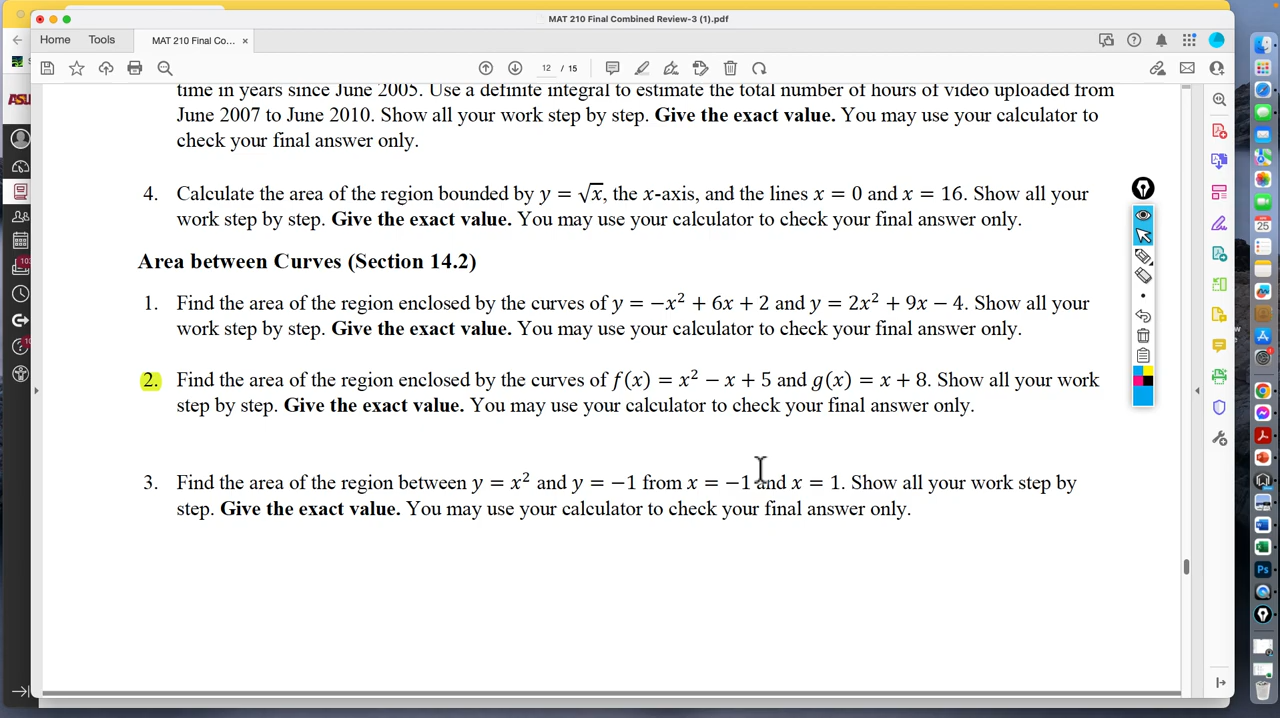 MAT 210 Final Combined Review-3 (1).pdf
Home Tools MAT 210 Final Co... ×
12 / 15
time in years since June 2005. Use a definite integral to estimate the total number of hours of video uploaded from
June 2007 to June 2010. Show all your work step by step. Give the exact value. You may use your calculator to
check your final answer only.
4. Calculate the area of the region bounded by y = √x, the x-axis, and the lines x = 0 and x = 16. Show all your
work step by step. Give the exact value. You may use your calculator to check your final answer only.
Area between Curves (Section 14.2)
1. Find the area of the region enclosed by the curves of y = −x² + 6x + 2 and y = 2x² + 9x − 4. Show all your
work step by step. Give the exact value. You may use your calculator to check your final answer only.
2. Find the area of the region enclosed by the curves of f(x) = x² − x + 5 and g(x) = x + 8. Show all your work
step by step. Give the exact value. You may use your calculator to check your final answer only.
3. Find the area of the region between y = x² and y = −1 from x = −1 and x = 1. Show all your work step by
step. Give the exact value. You may use your calculator to check your final answer only.